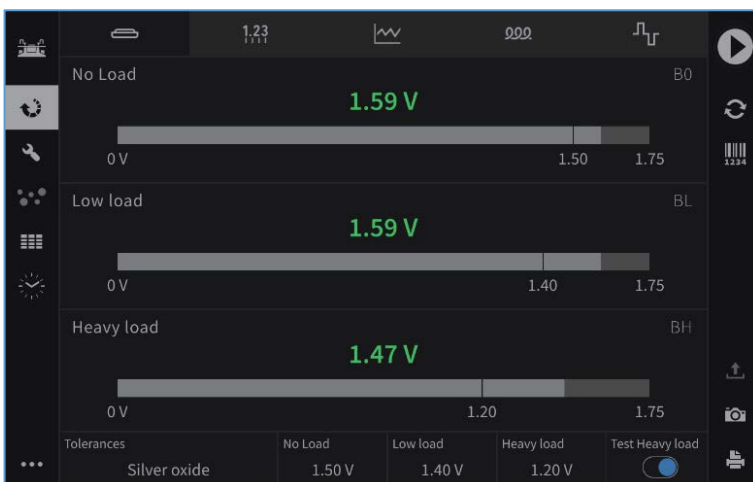 1.23
No Load B0
1.59 V
0 V 1.50 1.75
1234
Low load BL
1.59 V
0 V 1.40 1.75
Heavy load BH
1.47 V
0 V 1.20 1.75
Tolerances No Load Low load Heavy load Test Heavy load
Silver oxide 1.50 V 1.40 V 1.20 V